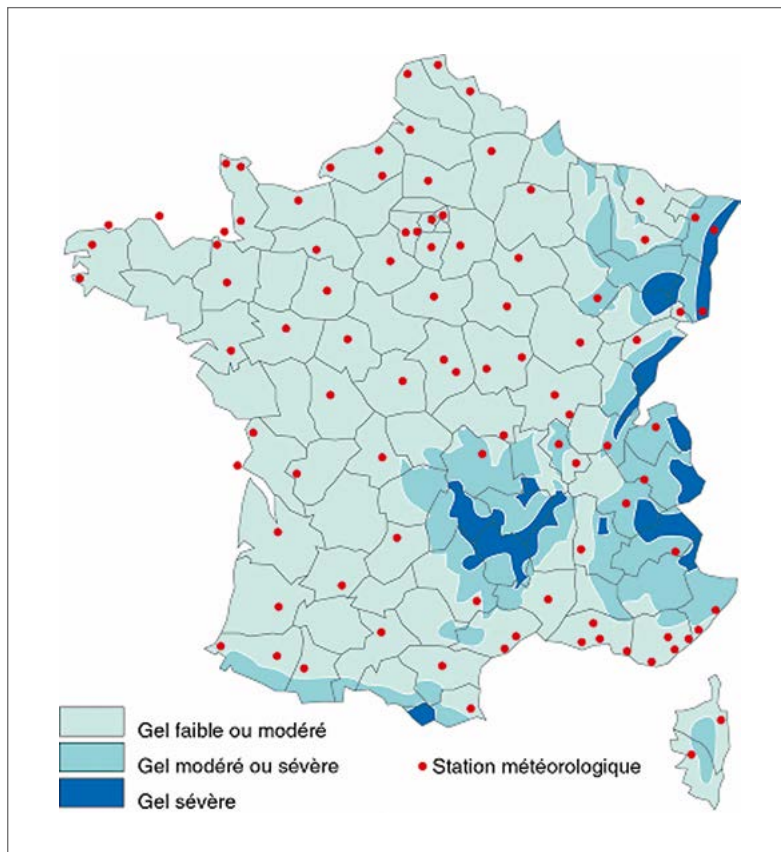 Gel faible ou modéré
Gel modéré ou sévère
Station météorologique
Gel sévère